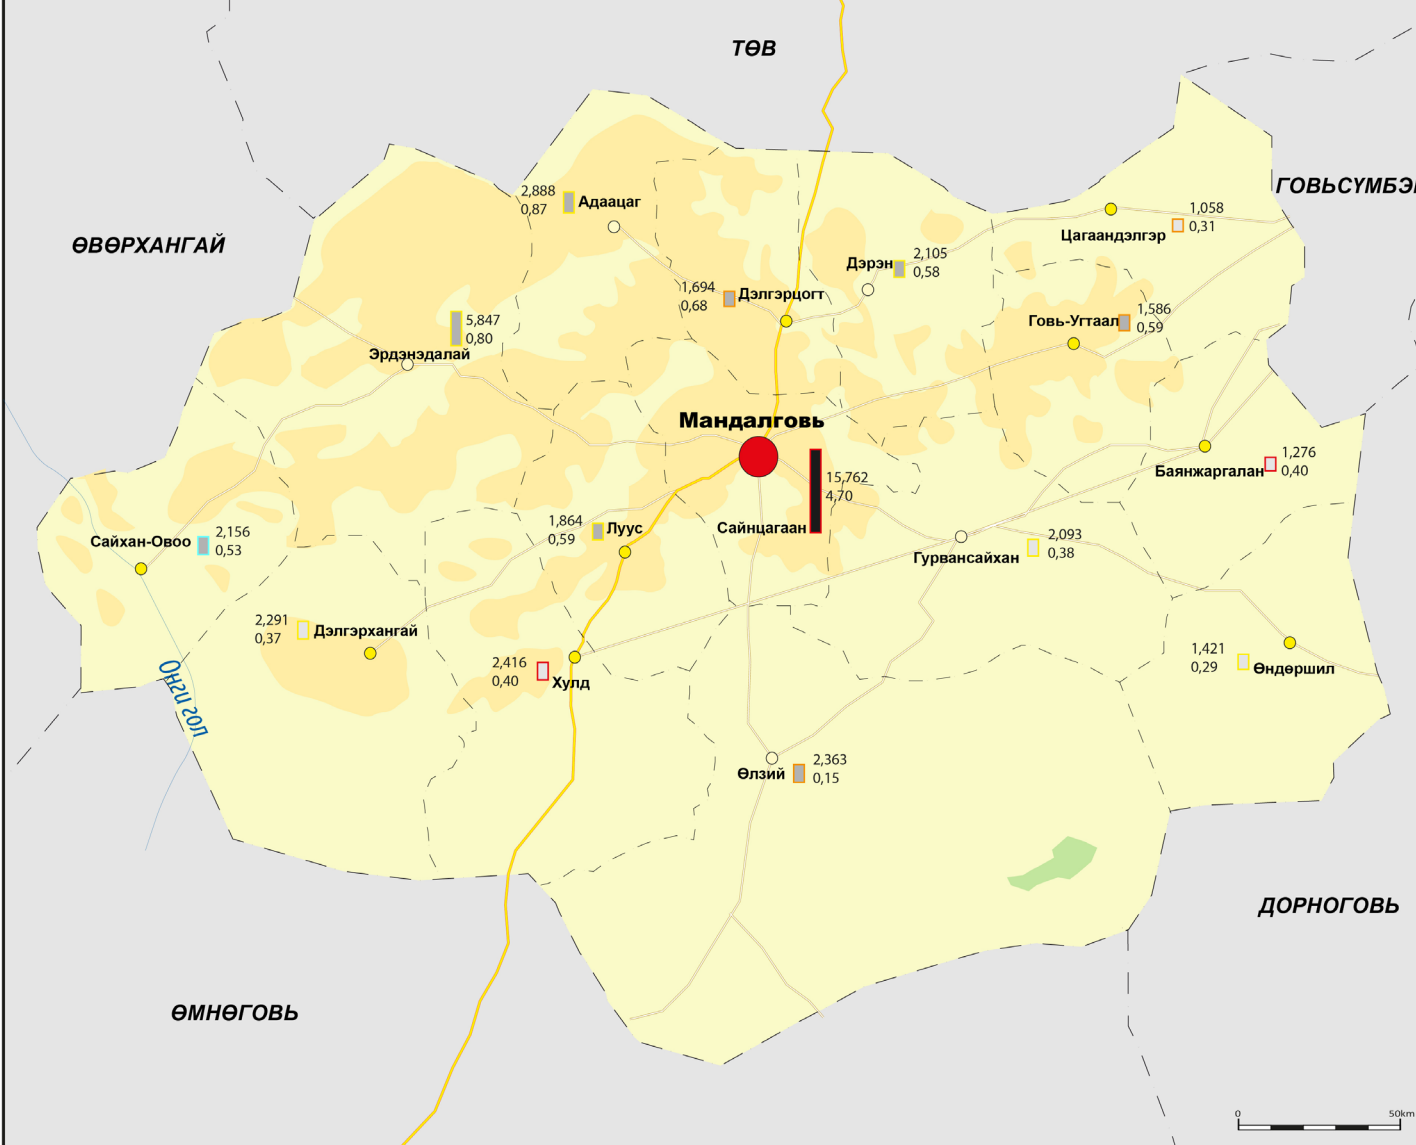 ТӨВ
ГОВЬСҮМБЭ
ӨВӨРХАНГАЙ
2,888
0,87
Адаацаг
1,058
0,31
Цагаандэлгэр
Дэрэн
2,105
0,58
1,694
0,68
Дэлгэрцогт
1,586
0,59
Говь-Угтаал
5,847
0,80
Эрдэнэдалай
Мандалговь
15,762
4,70
Сайнцагаан
1,276
0,40
Баянжаргалан
Сайхан-Овоо
2,156
0,53
1,864
0,59
Луус
2,093
0,38
Гурвансайхан
2,291
0,37
Дэлгэрхангай
2,416
0,40
Хулд
1,421
0,29
Өндөршил
Онги гол
Өлзий
2,363
0,15
ДОРНОГОВЬ
ӨМНӨГОВЬ
0 50km